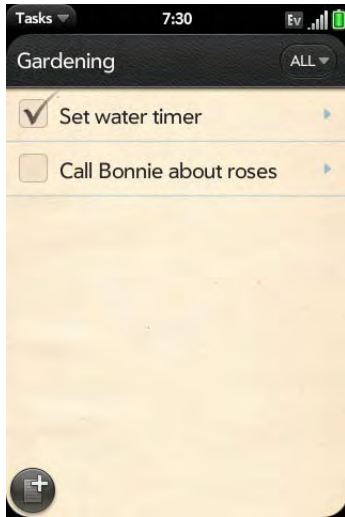 Tasks 7:30 Ev
Gardening ALL
Set water timer
Call Bonnie about roses